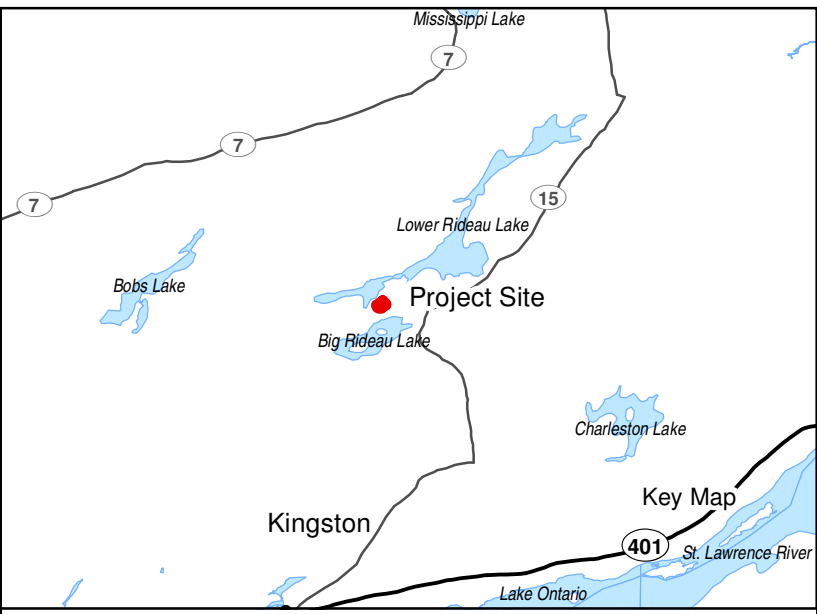 Mississippi Lake
7
7
7
15
Lower Rideau Lake
Bobs Lake
Project Site
Big Rideau Lake
Charleston Lake
Key Map
Kingston
401
St. Lawrence River
Lake Ontario